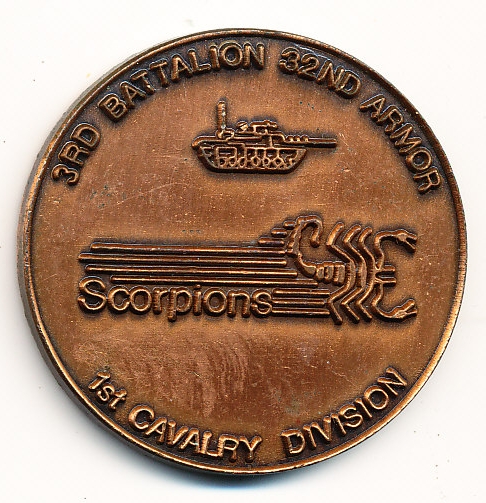 3RD BATTALION 32ND ARMOR
Scorpions
1st CAVALRY DIVISION